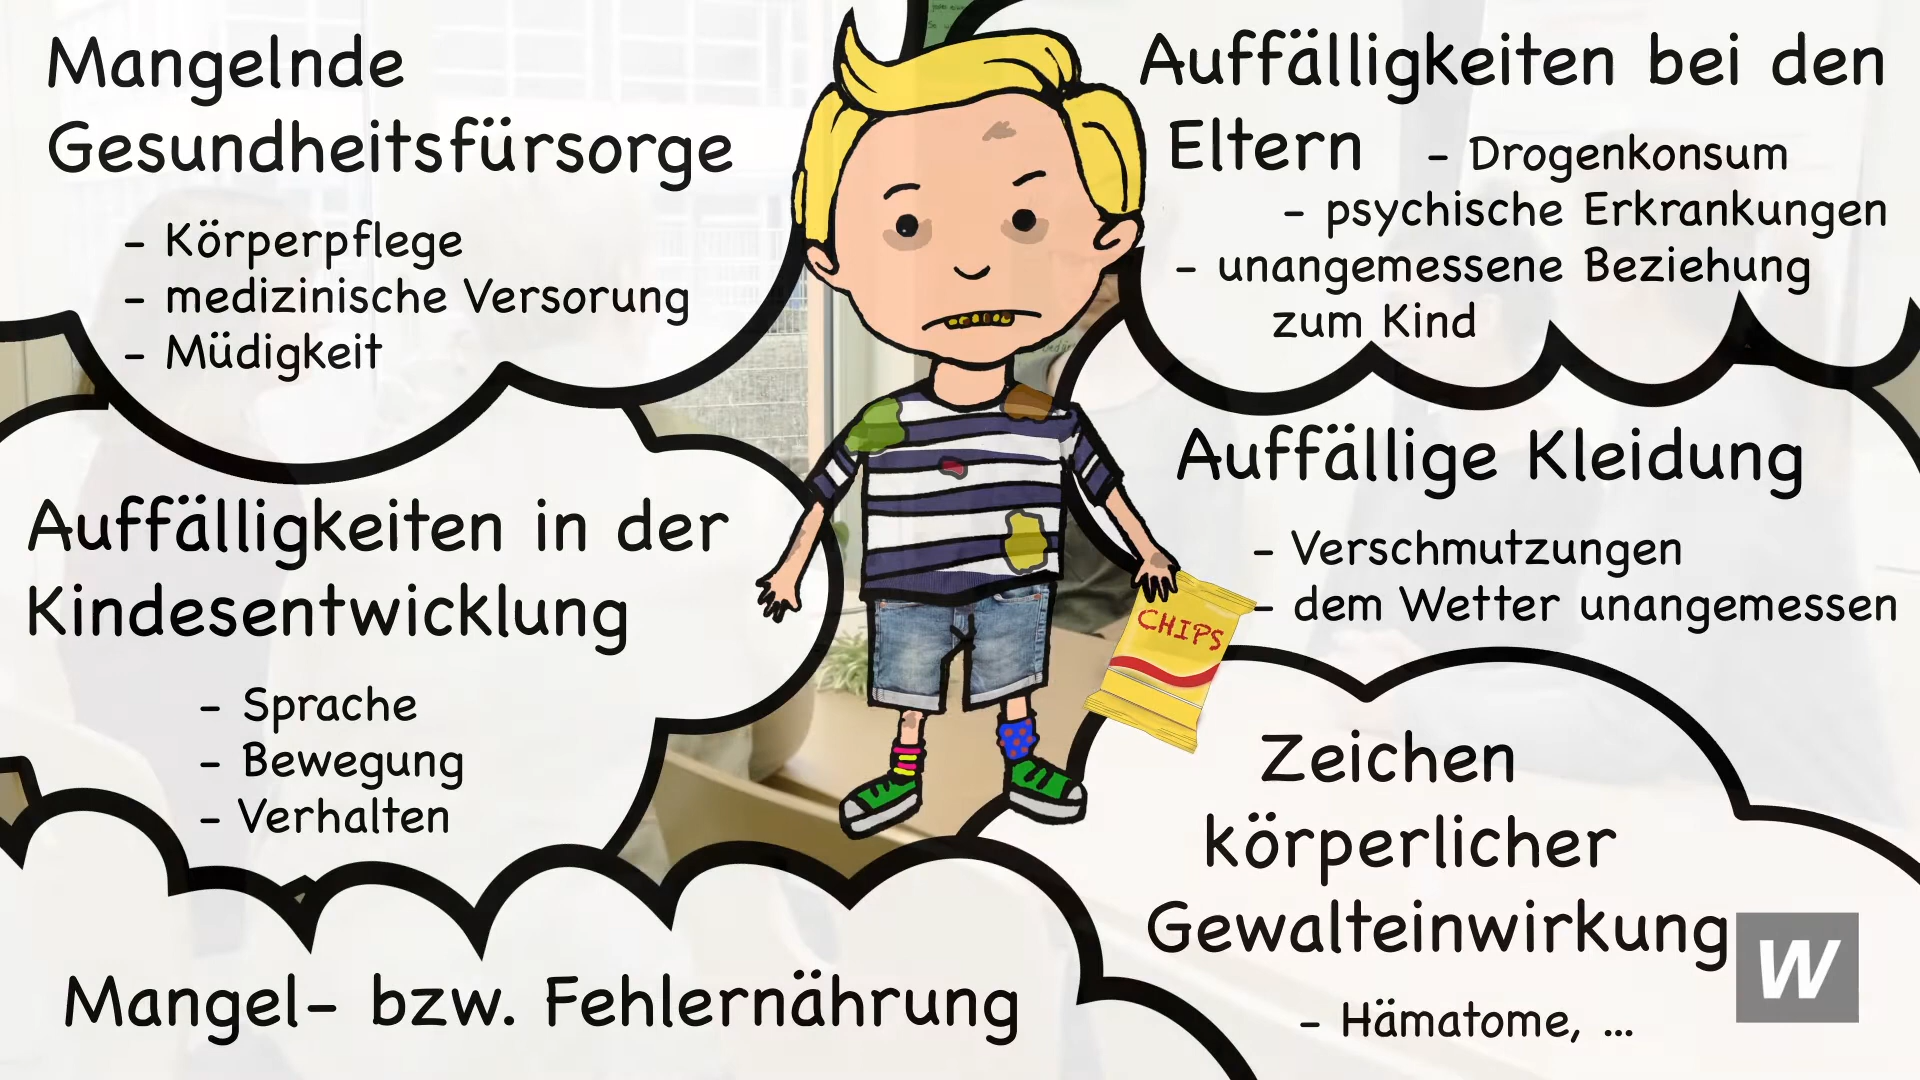 Mangelnde
Gesundheitsfürsorge
- Körperpflege
- medizinische Versorung
- Müdigkeit
Auffälligkeiten bei den
Eltern - Drogenkonsum
- psychische Erkrankungen
- unangemessene Beziehung
zum Kind
Auffälligkeiten in der
Kindesentwicklung
- Sprache
- Bewegung
- Verhalten
Auffällige Kleidung
- Verschmutzungen
- dem Wetter unangemessen
CHIPS
Zeichen
körperlicher
Gewalteinwirkung
- Hämatome, ...
Mangel- bzw. Fehlernährung
W